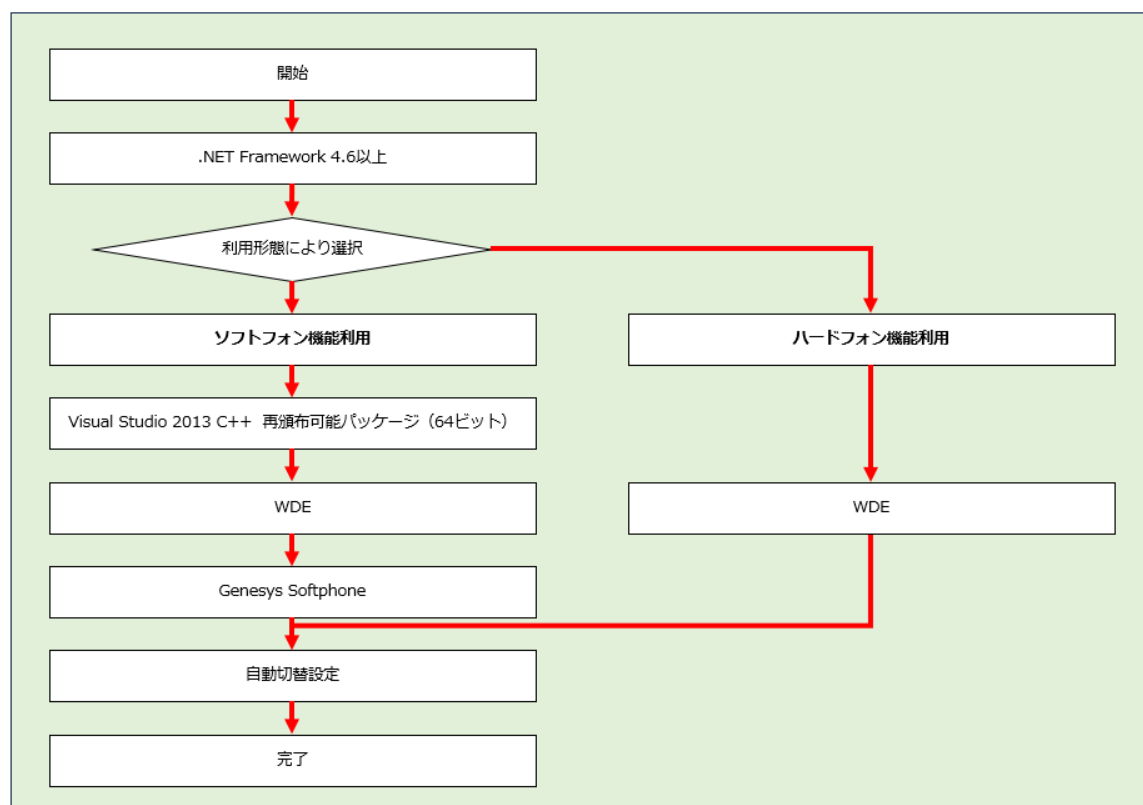 開始
.NET Framework 4.6以上
利用形態により選択
ソフトフォン機能利用
ハードフォン機能利用
Visual Studio 2013 C++ 再頒布可能パッケージ（64ビット）
WDE
WDE
Genesys Softphone
自動切替設定
完了